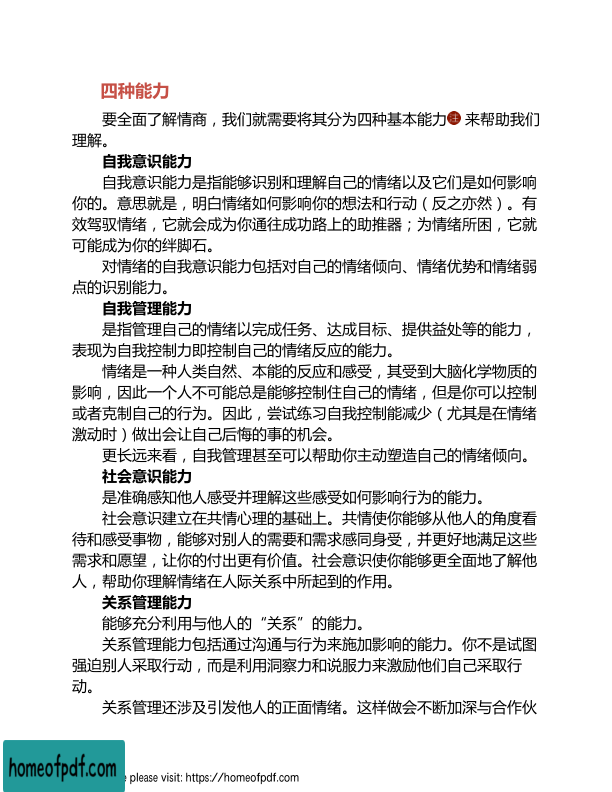 四种能力
要全面了解情商，我们就需要将其分为四种基本能力注 来帮助我们
理解。
自我意识能力
自我意识能力是指能够识别和理解自己的情绪以及它们是如何影响
你的。意思就是，明白情绪如何影响你的想法和行动（反之亦然）。有
效驾驭情绪，它就会成为你通往成功路上的助推器；为情绪所困，它就
可能成为你的绊脚石。
对情绪的自我意识能力包括对自己的情绪倾向、情绪优势和情绪弱
点的识别能力。
自我管理能力
是指管理自己的情绪以完成任务、达成目标、提供益处等的能力，
表现为自我控制力即控制自己的情绪反应的能力。
情绪是一种人类自然、本能的反应和感受，其受到大脑化学物质的
影响，因此一个人不可能总是能够控制住自己的情绪，但是你可以控制
或者克制自己的行为。因此，尝试练习自我控制能减少（尤其是在情绪
激动时）做出会让自己后悔的事的机会。
更长远来看，自我管理甚至可以帮助你主动塑造自己的情绪倾向。
社会意识能力
是准确感知他人感受并理解这些感受如何影响行为的能力。
社会意识建立在共情心理的基础上。共情使你能够从他人的角度看
待和感受事物，能够对别人的需要和需求感同身受，并更好地满足这些
需求和愿望，让你的付出更有价值。社会意识使你能够更全面地了解他
人，帮助你理解情绪在人际关系中所起到的作用。
关系管理能力
能够充分利用与他人的“关系”的能力。
关系管理能力包括通过沟通与行为来施加影响的能力。你不是试图
强迫别人采取行动，而是利用洞察力和说服力来激励他们自己采取行
动。
关系管理还涉及引发他人的正面情绪。这样做会不断加深与合作伙
homeofpdf.com
e please visit: https://homeofpdf.com